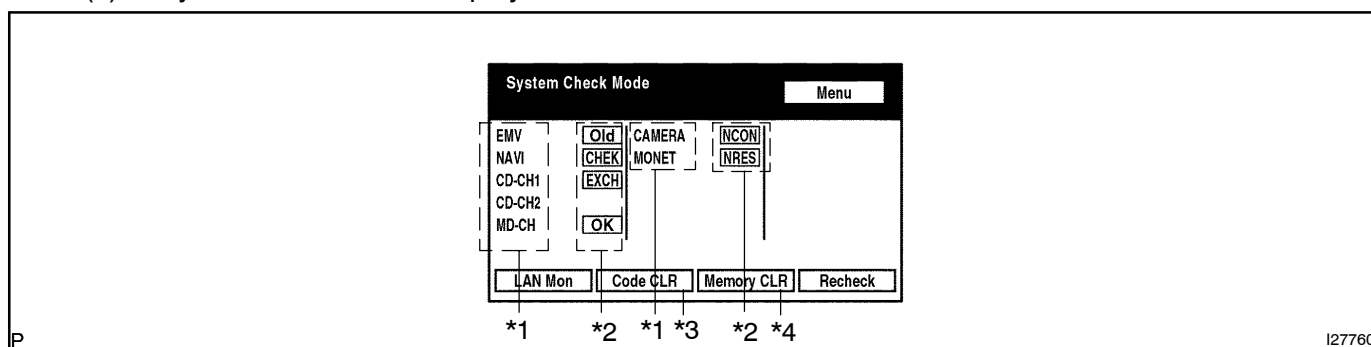 System Check Mode
Menu
EMV Old CAMERA NCON
NAVI CHEK MONET NRES
CD-CH1 EXCH
CD-CH2
MD-CH OK
LAN Mon Code CLR Memory CLR Recheck
*1 *2 *1 *3 *2 *4
P I27760